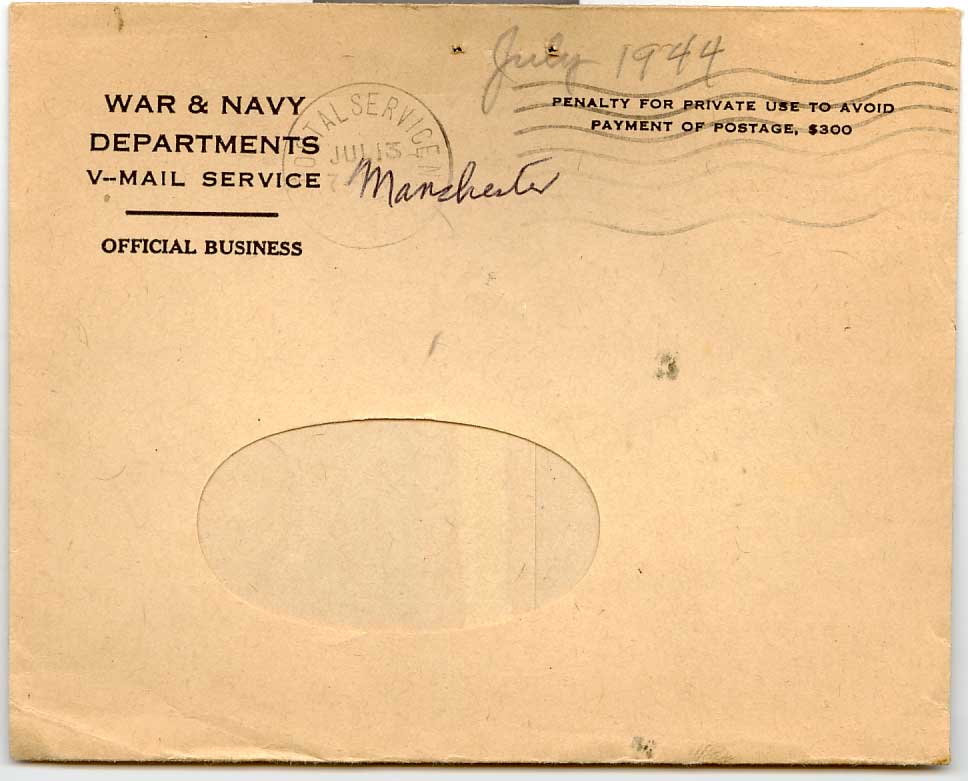 July 1944
WAR & NAVY
DEPARTMENTS
V--MAIL SERVICE
OFFICIAL BUSINESS
POSTAL SERVICE
JUL 13
Manchester
PENALTY FOR PRIVATE USE TO AVOID
PAYMENT OF POSTAGE, $300